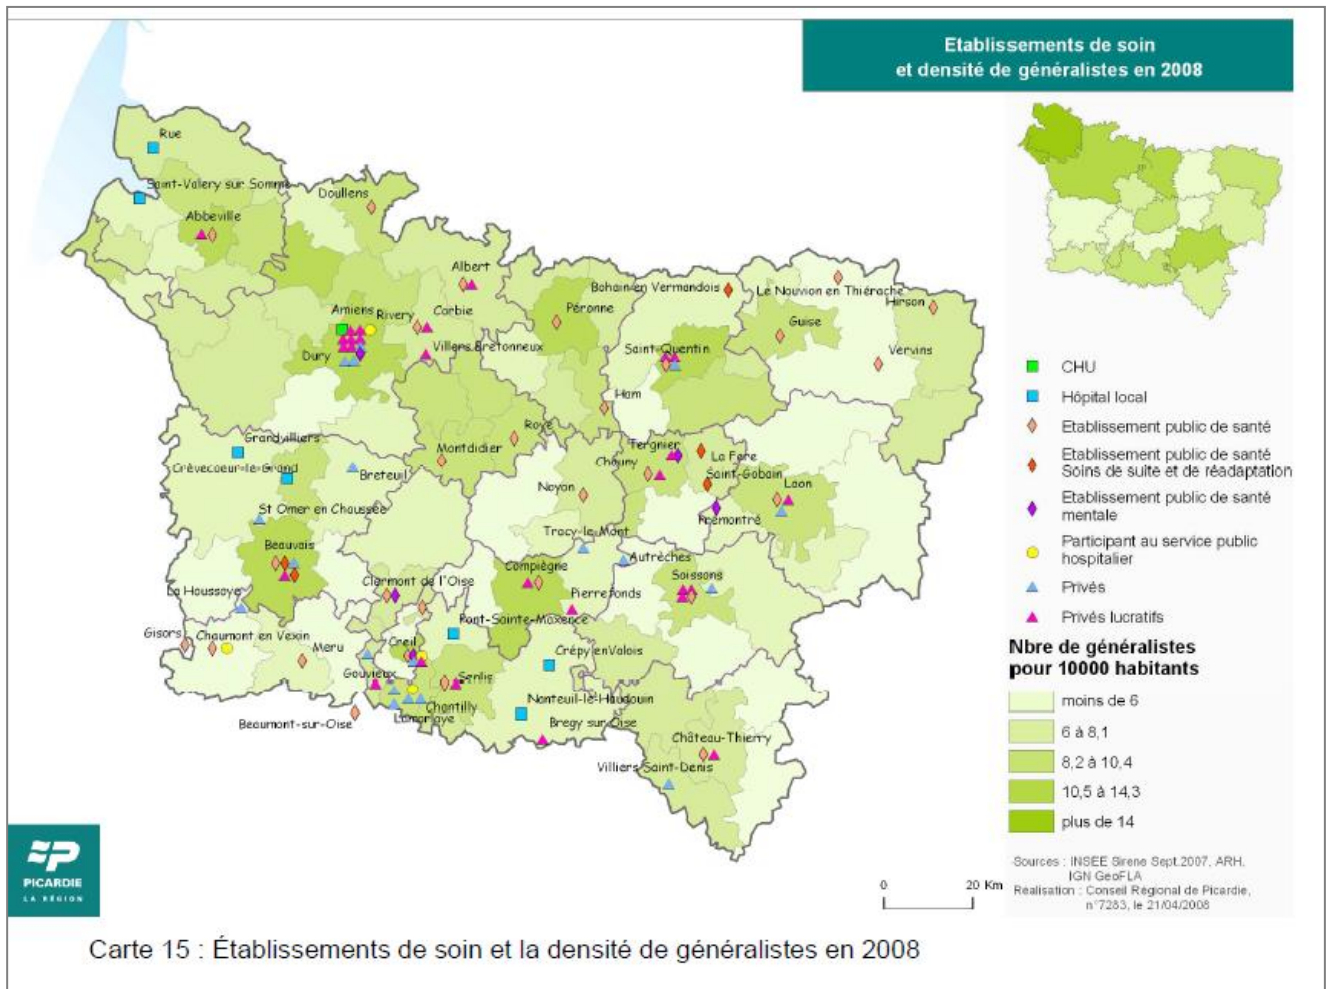 Etablissements de soin
et densité de généralistes en 2008
Rue
Saint-Valery sur Somme
Doullens
Abbeville
Albert
Bohain en Vermandois
Le Nouvion en Thiérache
Hirson
Amiens
Rivery
Corbie
Péronne
Guise
Dury
Villers Bretonneux
Saint-Quentin
Vervins
Ham
Roye
Montdidier
Grandvilliers
Crèvecoeur-le-Grand
Breteuil
Tergnier
La Fere
Chauny
Saint-Gobain
Laon
Noyon
St Omer en Chaussée
Prémontré
Tracy-le-Mont
Beauvais
Autrèches
Compiègne
Soissons
Clermont de l'Oise
La Houssoye
Pierrefonds
Pont-Sainte-Maxence
Gisors
Chaumont en Vexin
Meru
Creil
Crépy en Valois
Gouvieux
Senlis
Nanteuil-le-Haudouin
Chantilly
Lamorlaye
Beaumont-sur-Oise
Bregy sur Oise
Château-Thierry
Villiers Saint-Denis
CHU
Hôpital local
Etablissement public de santé
Etablissement public de santé
Soins de suite et de réadaptation
Etablissement public de santé
mentale
Participant au service public
hospitalier
Privés
Privés lucratifs
Nbre de généralistes
pour 10000 habitants
moins de 6
6 à 8,1
8,2 à 10,4
10,5 à 14,3
plus de 14
Sources : INSEE Sirene Sept.2007, ARH,
IGN GeoFLA
Réalisation : Conseil Régional de Picardie,
n°7283, le 21/04/2008
0 20 Km
PICARDIE
LA RÉGION
Carte 15 : Établissements de soin et la densité de généralistes en 2008